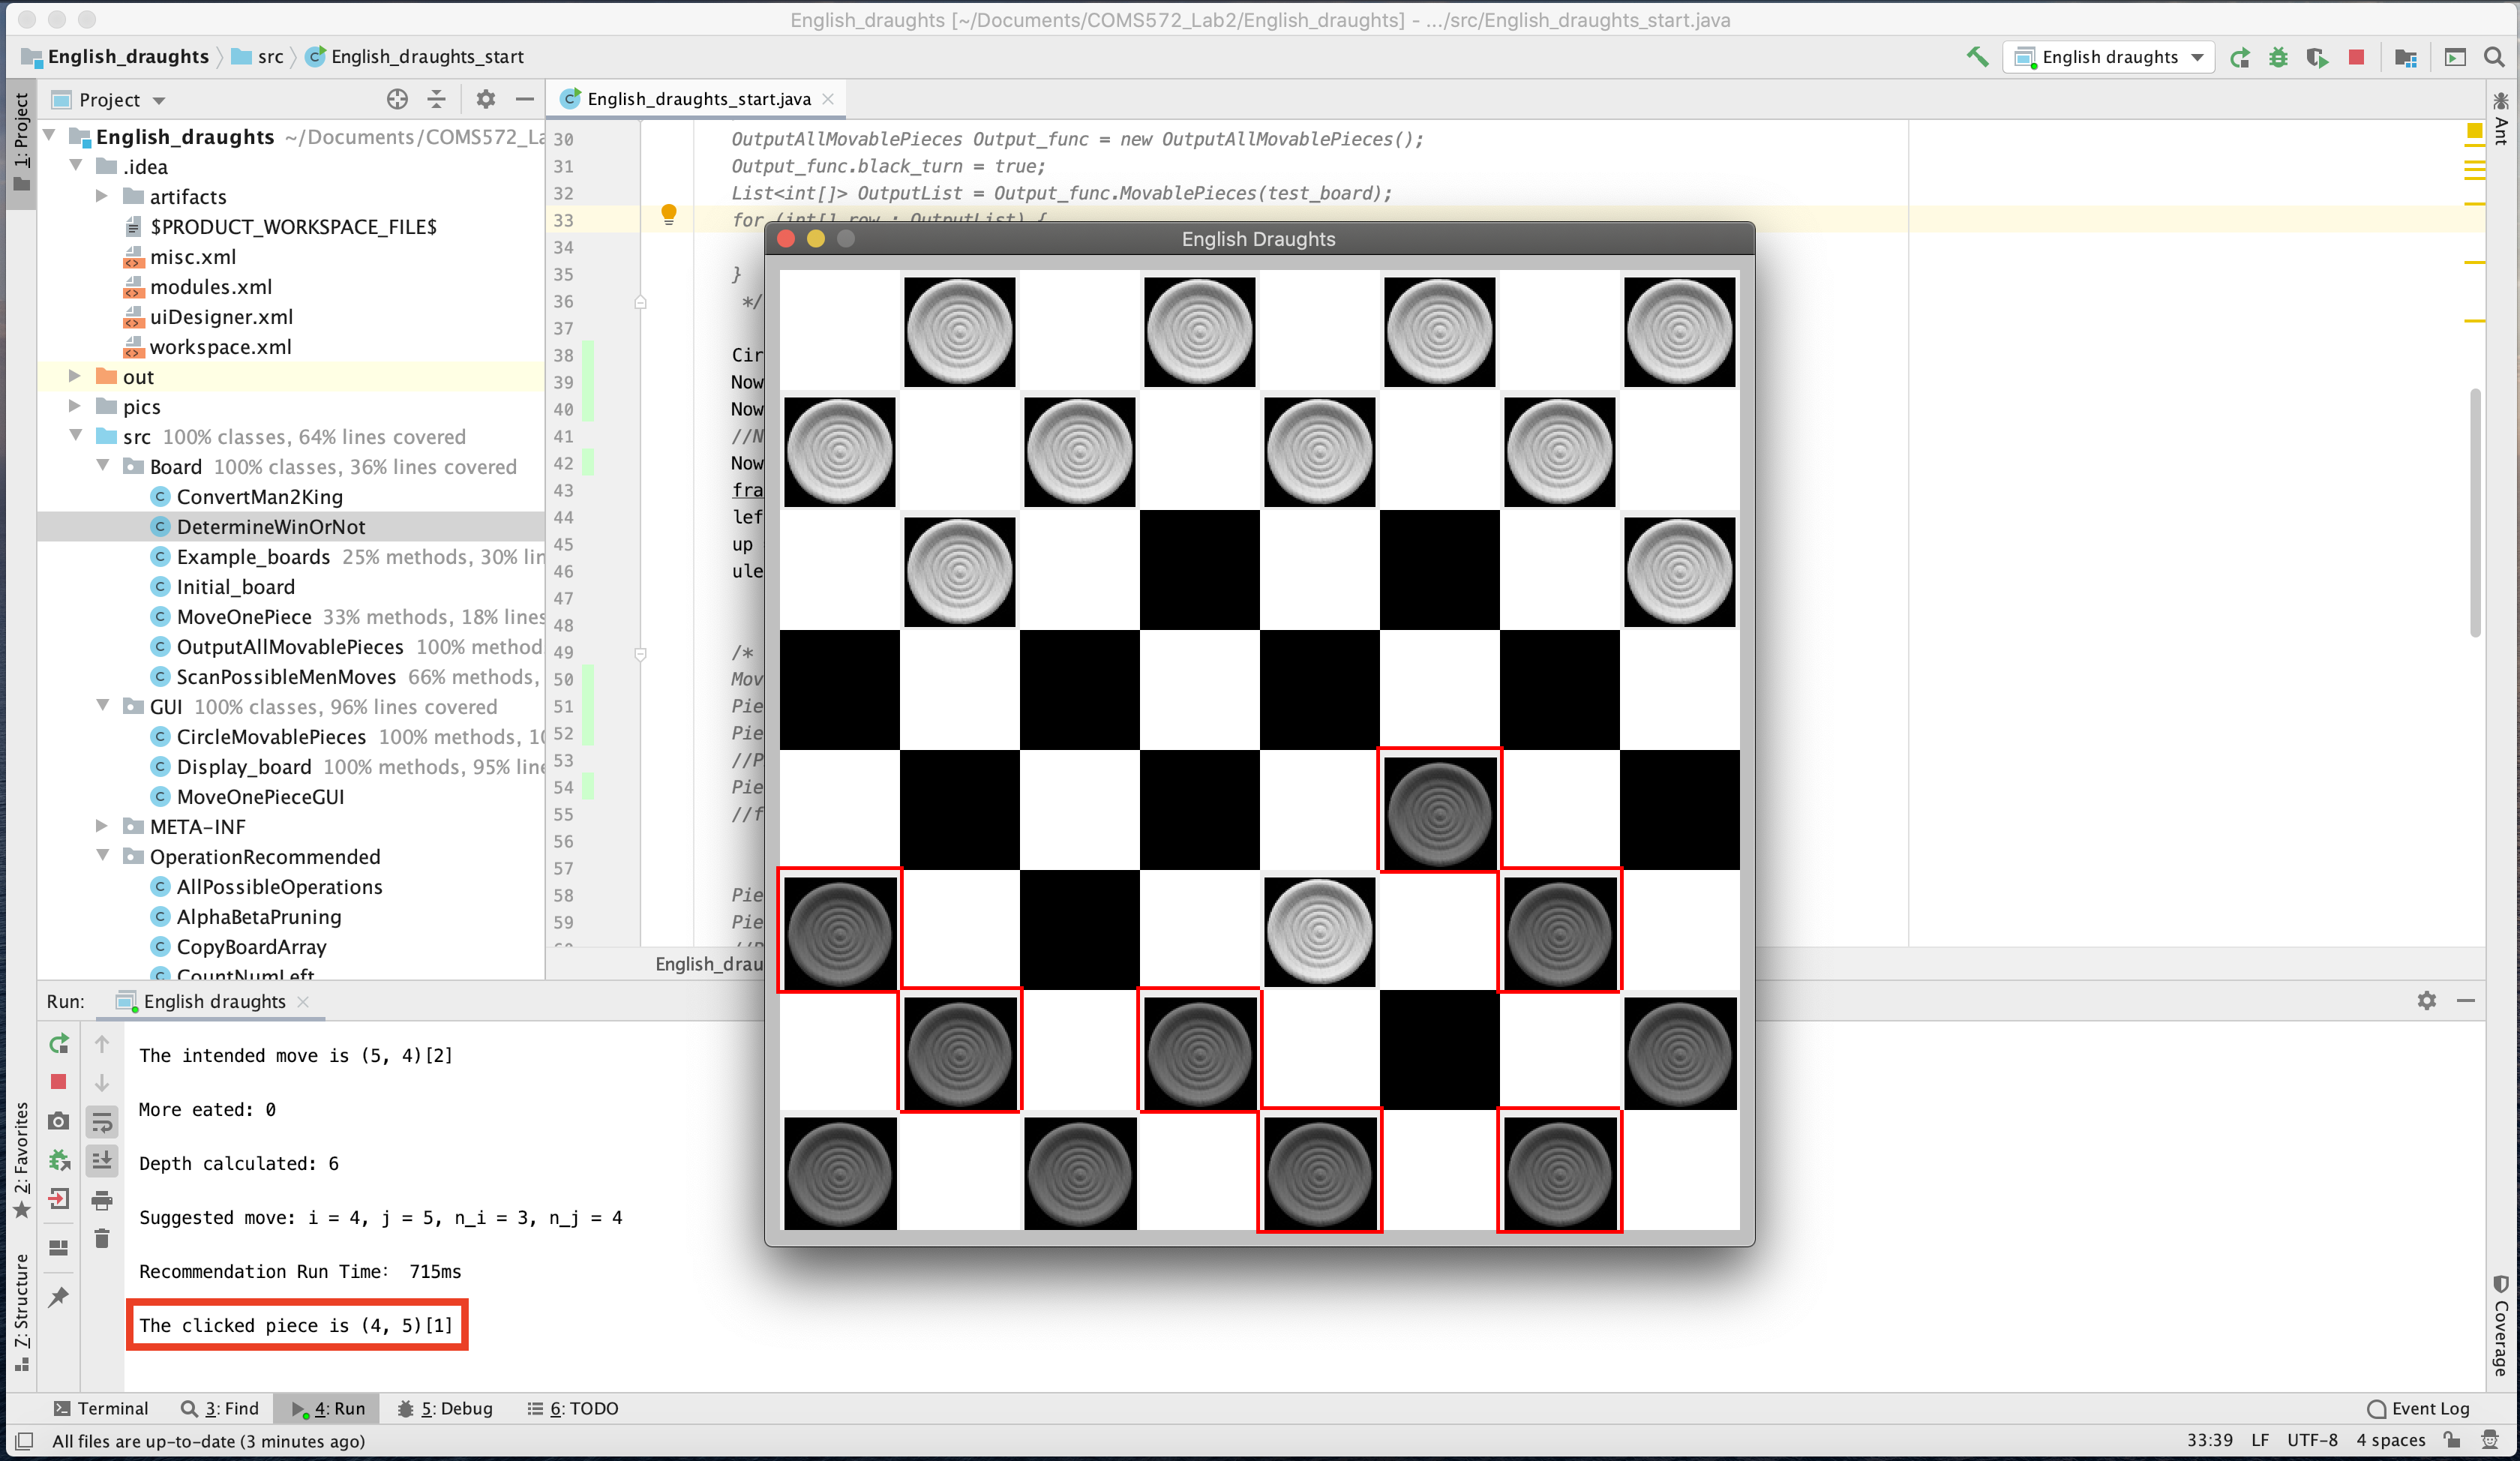 English_draughts [~/Documents/COMS572_Lab2/English_draughts] - .../src/English_draughts_start.java
English_draughts src English_draughts_start English draughts
1: Project
Project
English_draughts_start.java
Ant
English_draughts ~/Documents/COMS572_La
.idea
artifacts
$PRODUCT_WORKSPACE_FILE$
misc.xml
modules.xml
uiDesigner.xml
workspace.xml
out
pics
src 100% classes, 64% lines covered
Board 100% classes, 36% lines covered
ConvertMan2King
DetermineWinOrNot
Example_boards 25% methods, 30% lin
Initial_board
MoveOnePiece 33% methods, 18% lines
OutputAllMovablePieces 100% method
ScanPossibleMenMoves 66% methods,
GUI 100% classes, 96% lines covered
CircleMovablePieces 100% methods, 10
Display_board 100% methods, 95% line
MoveOnePieceGUI
META-INF
OperationRecommended
AllPossibleOperations
AlphaBetaPruning
CopyBoardArray
CountNumLeft
30 OutputAllMovablePieces Output_func = new OutputAllMovablePieces();
31 Output_func.black_turn = true;
32 List<int[]> OutputList = Output_func.MovablePieces(test_board);
33 for (int[] row : OutputList) {
34
35 }
36 */
37
38 Cir
39 Now
40 Now
41 //N
42 Now
43 fra
44 lef
45 up
46 ule
47
48
49 /*
50 Mov
51 Pie
52 Pie
53 //P
54 Pie
55 //f
56
57
58 Pie
59 Pie
60 //P
English_drau
English Draughts
Run: English draughts
The intended move is (5, 4)[2]
More eated: 0
Depth calculated: 6
Suggested move: i = 4, j = 5, n_i = 3, n_j = 4
Recommendation Run Time: 715ms
The clicked piece is (4, 5)[1]
2: Favorites
7: Structure
Coverage
Terminal 3: Find 4: Run 5: Debug 6: TODO Event Log
All files are up-to-date (3 minutes ago) 33:39 LF UTF-8 4 spaces